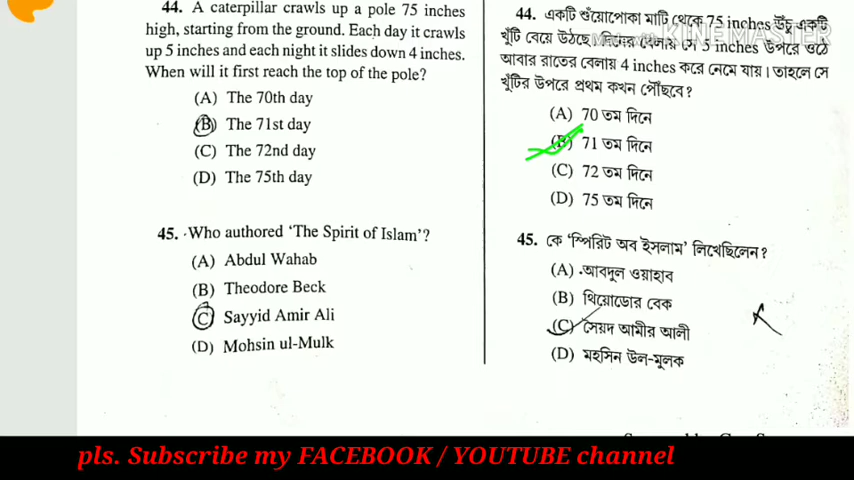 44. A caterpillar crawls up a pole 75 inches
high, starting from the ground. Each day it crawls
up 5 inches and each night it slides down 4 inches.
When will it first reach the top of the pole?
(A) The 70th day
(B) The 71st day
(C) The 72nd day
(D) The 75th day
45. Who authored ‘The Spirit of Islam’?
(A) Abdul Wahab
(B) Theodore Beck
(C) Sayyid Amir Ali
(D) Mohsin ul-Mulk
44. একটি শুঁয়োপোকা মাটি থেকে 75 inches উঁচু একটি
খুঁটি বেয়ে উঠছে। দিনের বেলায় সে 5 inches উপরে ওঠে
আবার রাতের বেলায় 4 inches করে নেমে যায়। তাহলে সে
খুঁটির উপরে প্রথম কখন পৌঁছবে?
(A) 70 তম দিনে
(B) 71 তম দিনে
(C) 72 তম দিনে
(D) 75 তম দিনে
45. কে ‘স্পিরিট অব ইসলাম’ লিখেছিলেন?
(A) আবদুল ওয়াহাব
(B) থিয়োডোর বেক
(C) সৈয়দ আমীর আলী
(D) মহসিন উল-মুলক
KINEMASTER
pls. Subscribe my FACEBOOK / YOUTUBE channel